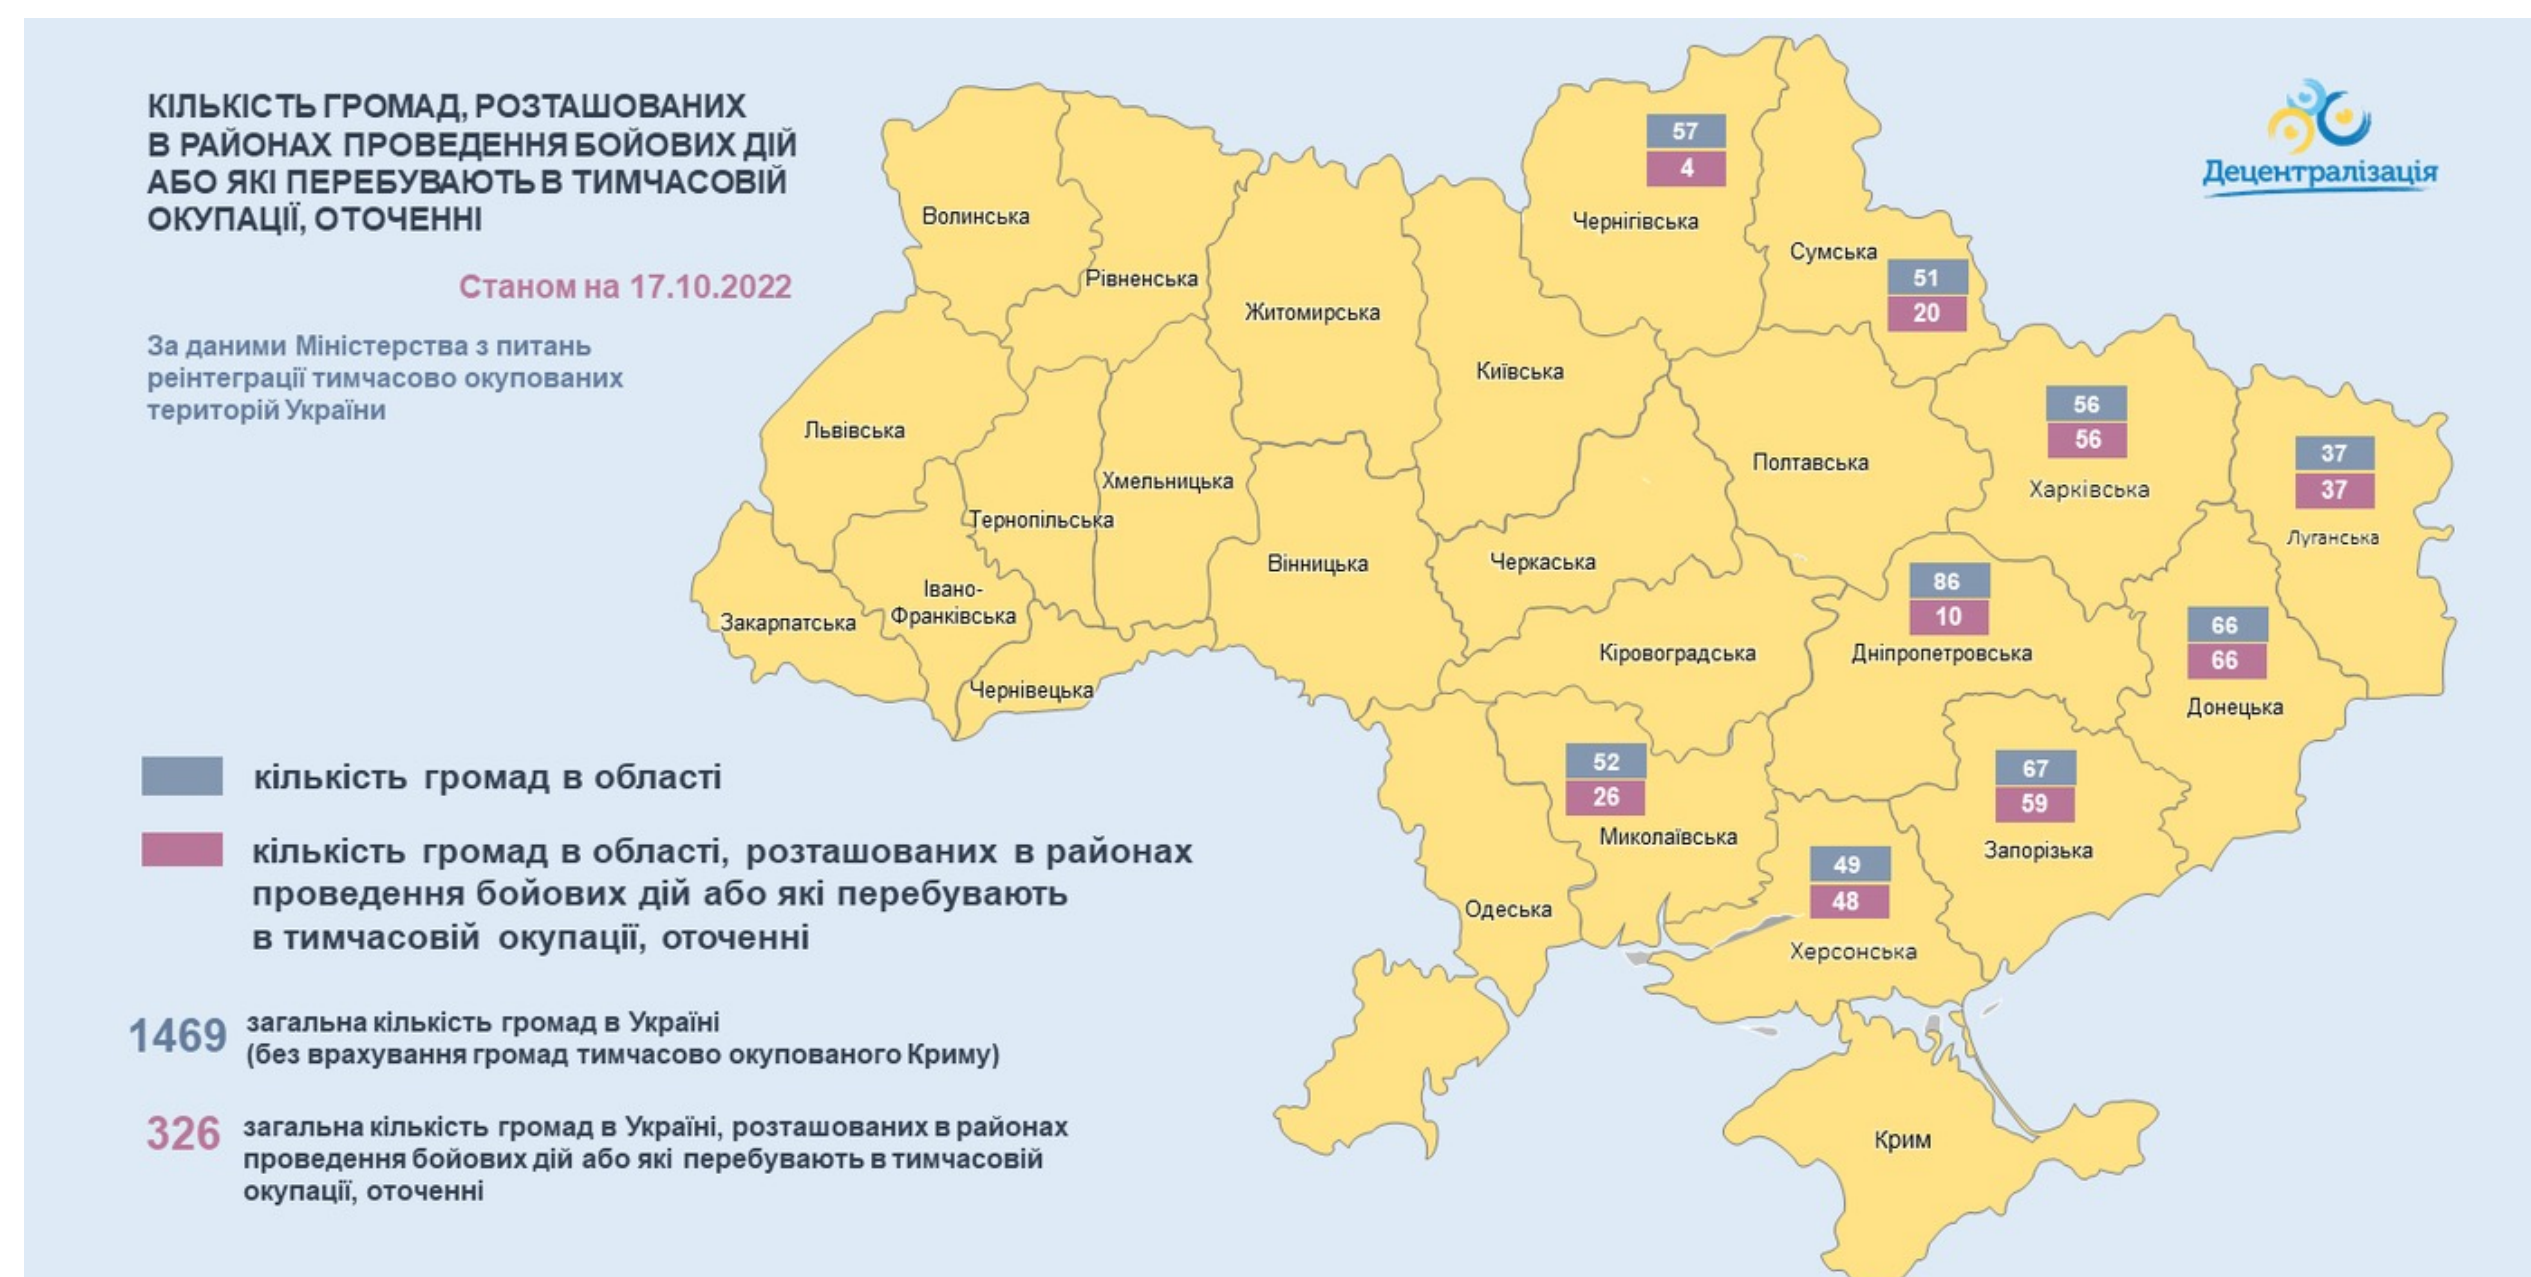 КІЛЬКІСТЬ ГРОМАД, РОЗТАШОВАНИХ
В РАЙОНАХ ПРОВЕДЕННЯ БОЙОВИХ ДІЙ
АБО ЯКІ ПЕРЕБУВАЮТЬ В ТИМЧАСОВІЙ
ОКУПАЦІЇ, ОТОЧЕННІ
Станом на 17.10.2022
За даними Міністерства з питань
реінтеграції тимчасово окупованих
територій України
Децентралізація
57
4
Чернігівська
Волинська
Сумська
51
20
Рівненська
Житомирська
Київська
56
56
Харківська
Львівська
37
37
Луганська
Полтавська
Хмельницька
Тернопільська
Вінницька
Черкаська
86
10
Дніпропетровська
Івано-
Франківська
Закарпатська
66
66
Донецька
Кіровоградська
Чернівецька
52
26
Миколаївська
67
59
Запорізька
49
48
Херсонська
Одеська
Крим
кількість громад в області
кількість громад в області, розташованих в районах
проведення бойових дій або які перебувають
в тимчасовій окупації, оточенні
1469 загальна кількість громад в Україні
(без врахування громад тимчасово окупованого Криму)
326 загальна кількість громад в Україні, розташованих в районах
проведення бойових дій або які перебувають в тимчасовій
окупації, оточенні